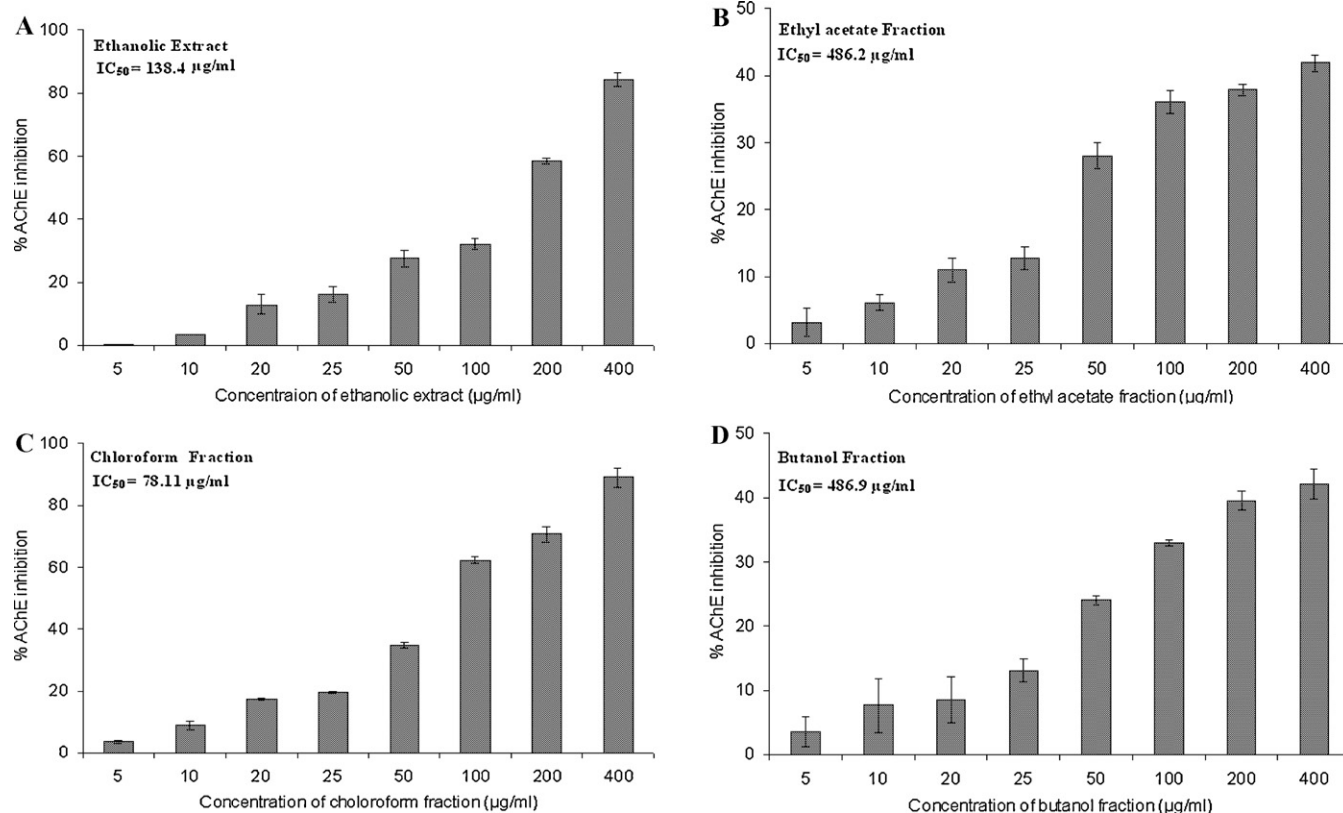 A
Ethanolic Extract
IC50= 138.4 µg/ml
% AChE inhibition
100
80
60
40
20
0
5 10 20 25 50 100 200 400
Concentraion of ethanolic extract (µg/ml)
B
Ethyl acetate Fraction
IC50= 486.2 µg/ml
% AChE inhibition
50
40
30
20
10
0
5 10 20 25 50 100 200 400
Concentration of ethyl acetate fraction (µg/ml)
C
Chloroform Fraction
IC50= 78.11 µg/ml
% AChE inhibition
100
80
60
40
20
0
5 10 20 25 50 100 200 400
Concentration of choloroform fraction (µg/ml)
D
Butanol Fraction
IC50= 486.9 µg/ml
% AChE inhibition
50
40
30
20
10
0
5 10 20 25 50 100 200 400
Concentration of butanol fraction (µg/ml)